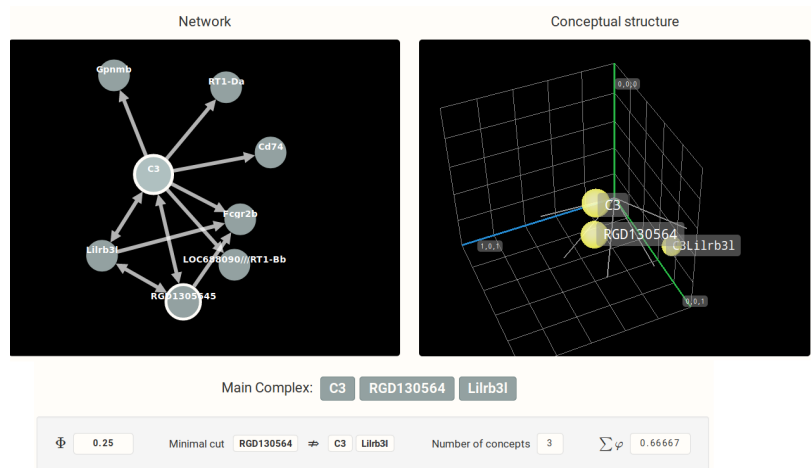 Network
Conceptual structure
Gpnmb
RT1-Da
Cd74
C3
Fcgr2b
Lilrb3l
LOC688090///RT1-Bb
RGD1305645
0,0,0
C3
RGD130564
C3Lilrb3l
1,0,1
0,0,1
Main Complex: C3 RGD130564 Lilrb3l
Φ 0.25 Minimal cut RGD130564 ⇏ C3 Lilrb3l Number of concepts 3 ∑φ 0.66667